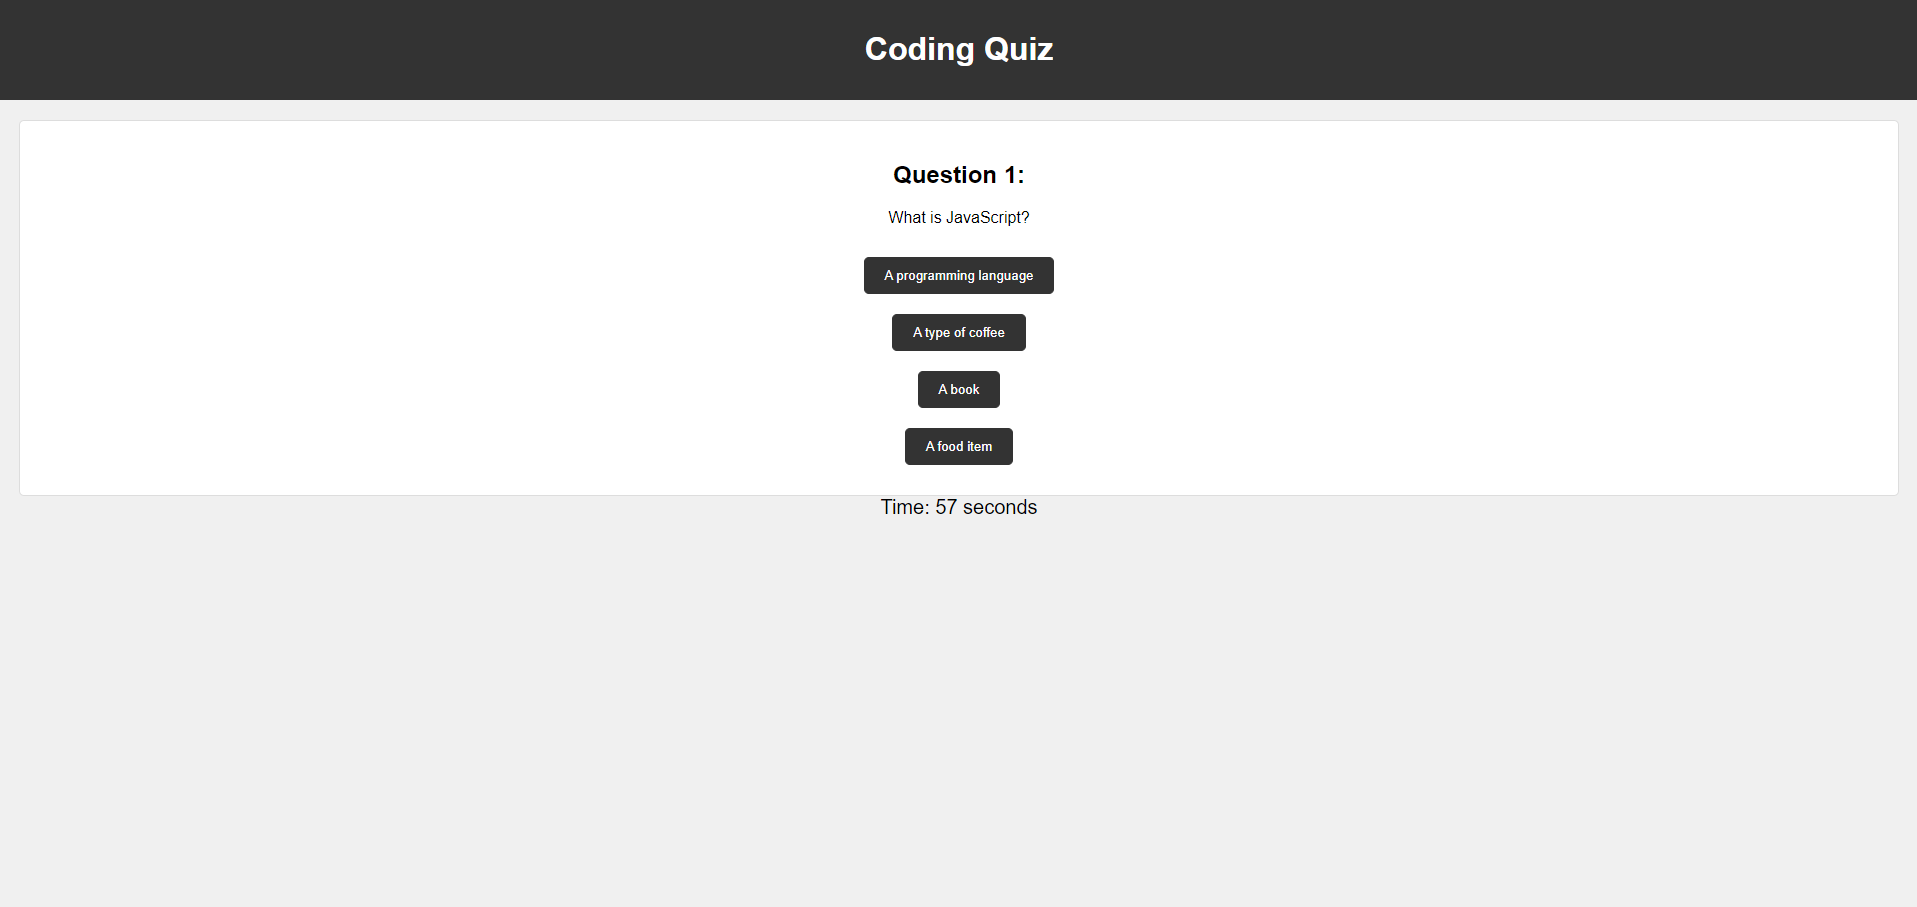 Coding Quiz
Question 1:
What is JavaScript?
A programming language
A type of coffee
A book
A food item
Time: 57 seconds